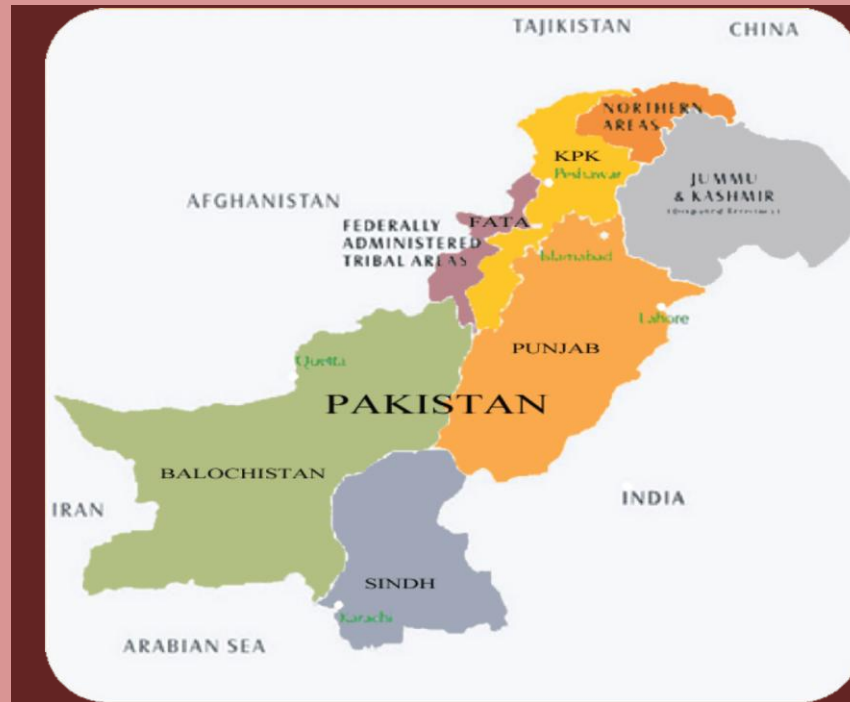 TAJIKISTAN
CHINA
NORTHERN
AREAS
KPK
Peshawar
JUMMU
& KASHMIR
AFGHANISTAN
FATA
FEDERALLY
ADMINISTERED
TRIBAL AREAS
Islamabad
Lahore
PUNJAB
Quetta
PAKISTAN
BALOCHISTAN
INDIA
IRAN
SINDH
Karachi
ARABIAN SEA